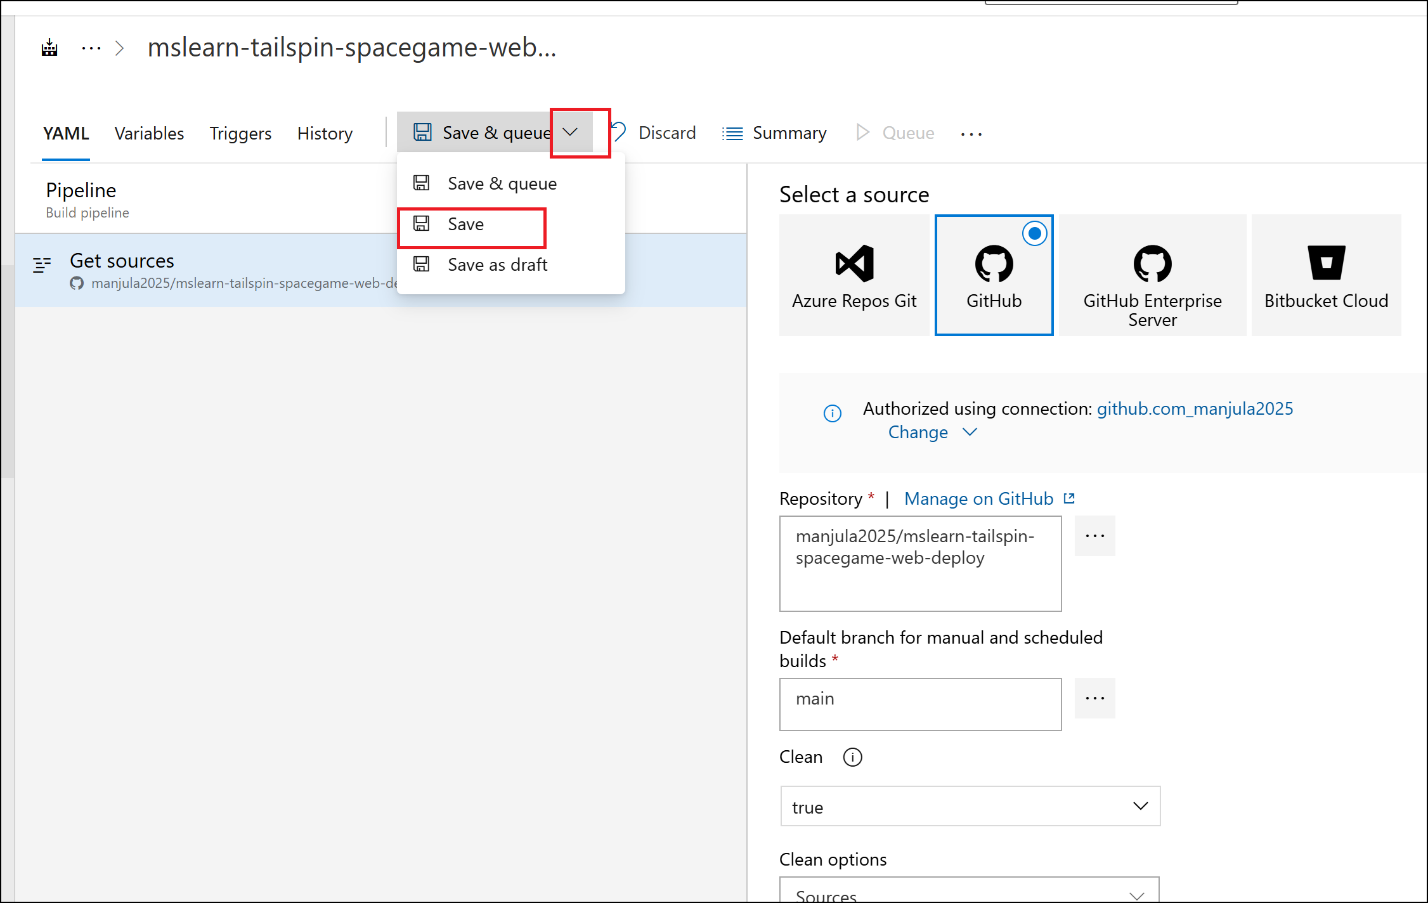 mslearn-tailspin-spacegame-web...
YAML Variables Triggers History Save & queue Discard Summary Queue ...
Save & queue
Save
Save as draft
Pipeline
Build pipeline
Get sources
manjula2025/mslearn-tailspin-spacegame-web-de
Select a source
Azure Repos Git
GitHub
GitHub Enterprise
Server
Bitbucket Cloud
Authorized using connection: github.com_manjula2025
Change
Repository * | Manage on GitHub
manjula2025/mslearn-tailspin-
spacegame-web-deploy
Default branch for manual and scheduled
builds *
main
Clean
true
Clean options
Sources